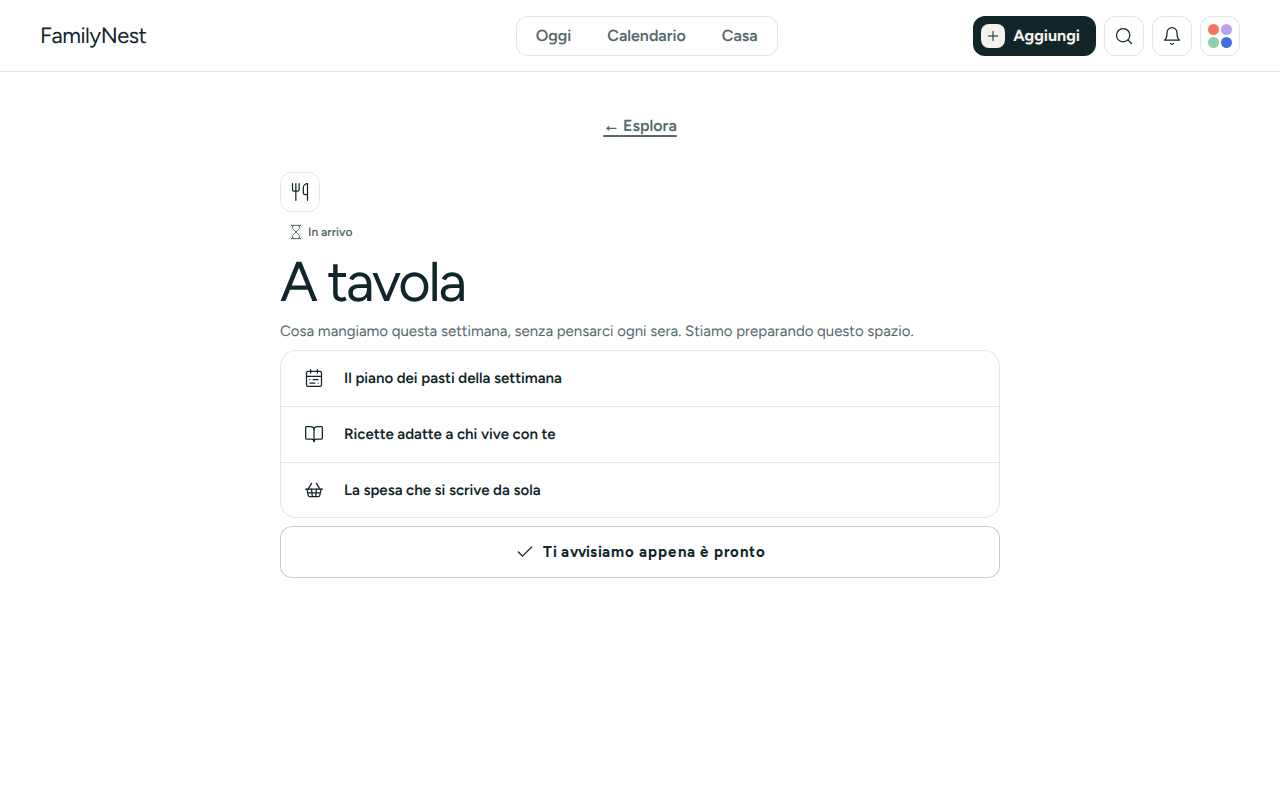 FamilyNest
Oggi
Calendario
Casa
Aggiungi
← Esplora
In arrivo
A tavola
Cosa mangiamo questa settimana, senza pensarci ogni sera. Stiamo preparando questo spazio.
Il piano dei pasti della settimana
Ricette adatte a chi vive con te
La spesa che si scrive da sola
Ti avvisiamo appena è pronto